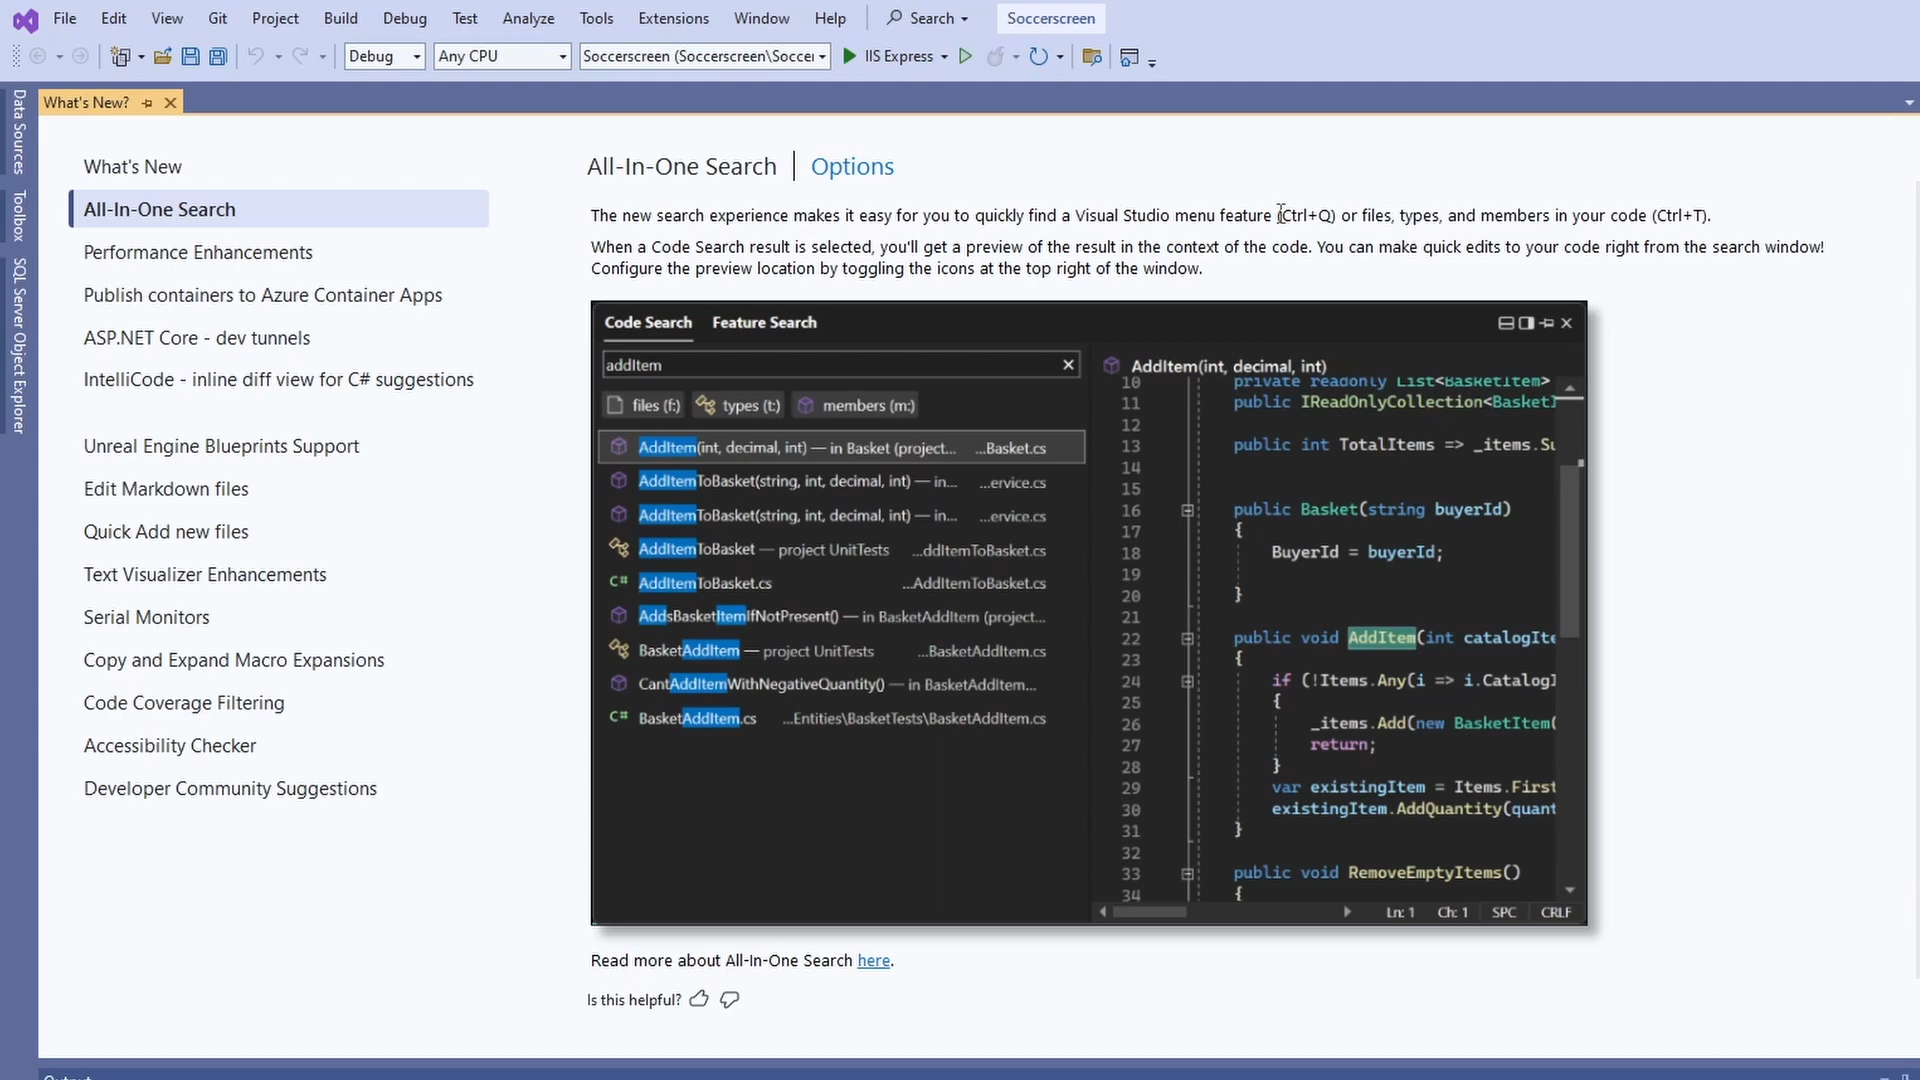 File Edit View Git Project Build Debug Test Analyze Tools Extensions Window Help Search Soccerscreen
Debug Any CPU Soccerscreen (Soccerscreen\Soccer IIS Express
Data Sources
Toolbox
SQL Server Object Explorer
What's New?
What's New
All-In-One Search
Performance Enhancements
Publish containers to Azure Container Apps
ASP.NET Core - dev tunnels
IntelliCode - inline diff view for C# suggestions
Unreal Engine Blueprints Support
Edit Markdown files
Quick Add new files
Text Visualizer Enhancements
Serial Monitors
Copy and Expand Macro Expansions
Code Coverage Filtering
Accessibility Checker
Developer Community Suggestions
All-In-One Search | Options
The new search experience makes it easy for you to quickly find a Visual Studio menu feature (Ctrl+Q) or files, types, and members in your code (Ctrl+T).
When a Code Search result is selected, you'll get a preview of the result in the context of the code. You can make quick edits to your code right from the search window!
Configure the preview location by toggling the icons at the top right of the window.
Code Search Feature Search
addItem
files (f:) types (t:) members (m:)
AddItem(int, decimal, int) — in Basket (project... ...Basket.cs
AddItemToBasket(string, int, decimal, int) — in... ...ervice.cs
AddItemToBasket(string, int, decimal, int) — in... ...ervice.cs
AddItemToBasket — project UnitTests ...ddItemToBasket.cs
C# AddItemToBasket.cs ...AddItemToBasket.cs
AddsBasketItemIfNotPresent() — in BasketAddItem (project...
BasketAddItem — project UnitTests ...BasketAddItem.cs
CantAddItemWithNegativeQuantity() — in BasketAddItem...
C# BasketAddItem.cs ...Entities\BasketTests\BasketAddItem.cs
AddItem(int, decimal, int)
10 private readonly List<BasketItem>
11 public IReadOnlyCollection<BasketI
12
13 public int TotalItems => _items.Su
14
15
16 public Basket(string buyerId)
17 {
18 BuyerId = buyerId;
19
20 }
21
22 public void AddItem(int catalogIte
23 {
24 if (!Items.Any(i => i.CatalogI
25 {
26 _items.Add(new BasketItem(
27 return;
28 }
29 var existingItem = Items.First
30 existingItem.AddQuantity(quant
31 }
32
33 public void RemoveEmptyItems()
34 {
Ln: 1 Ch: 1 SPC CRLF
Read more about All-In-One Search here.
Is this helpful?
Output